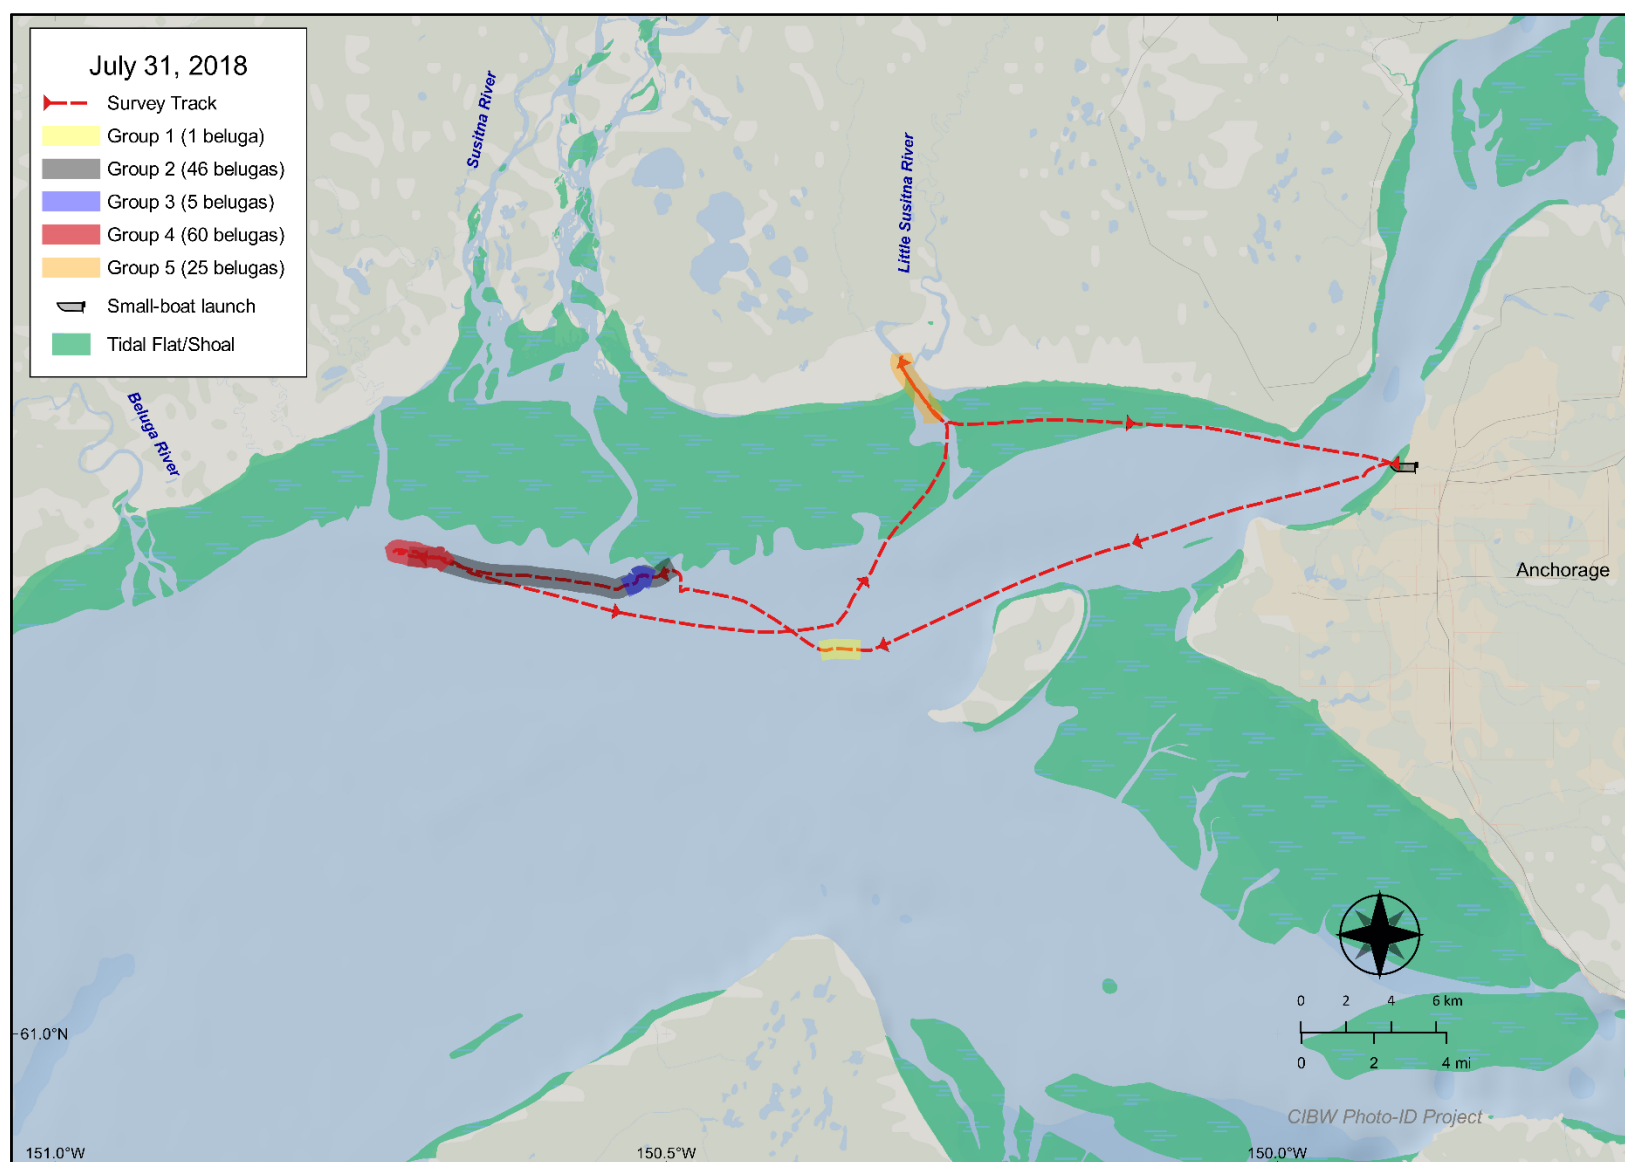 July 31, 2018
Survey Track
Group 1 (1 beluga)
Group 2 (46 belugas)
Group 3 (5 belugas)
Group 4 (60 belugas)
Group 5 (25 belugas)
Small-boat launch
Tidal Flat/Shoal
Susitna River
Little Susitna River
Beluga River
Anchorage
0 2 4 6 km
0 2 4 mi
61.0°N
CIBW Photo-ID Project
151.0°W
150.5°W
150.0°W